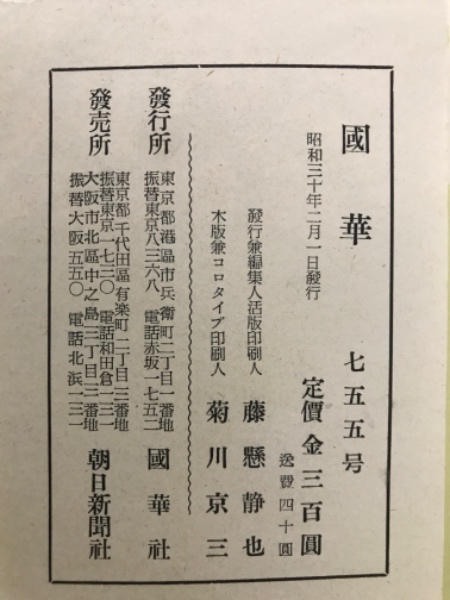 國華 七五五号
昭和三十年二月一日發行
定價金三百圓
送費四十圓
發行兼編集人活版印刷人 藤懸静也
木版兼コロタイプ印刷人 菊川京三
發行所 東京都港區市兵衞町二丁目一番地 國華社
振替東京八三六八 電話赤坂一七五二
發売所 東京都千代田區有楽町二丁目三番地
振替東京一七三〇 電話和田倉一三一
大阪市北區中之島三丁目三番地 朝日新聞社
振替大阪五五〇 電話北浜一三一